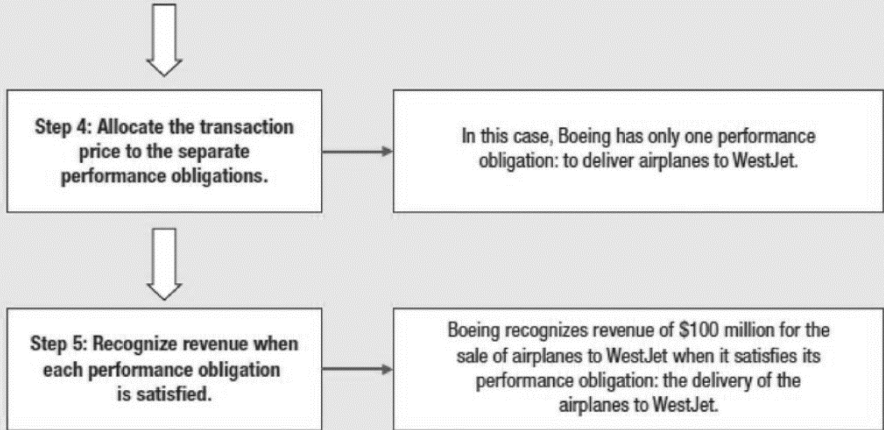 Step 4: Allocate the transaction
price to the separate
performance obligations.
In this case, Boeing has only one performance
obligation: to deliver airplanes to WestJet.
Step 5: Recognize revenue when
each performance obligation
is satisfied.
Boeing recognizes revenue of $100 million for the
sale of airplanes to WestJet when it satisfies its
performance obligation: the delivery of the
airplanes to WestJet.